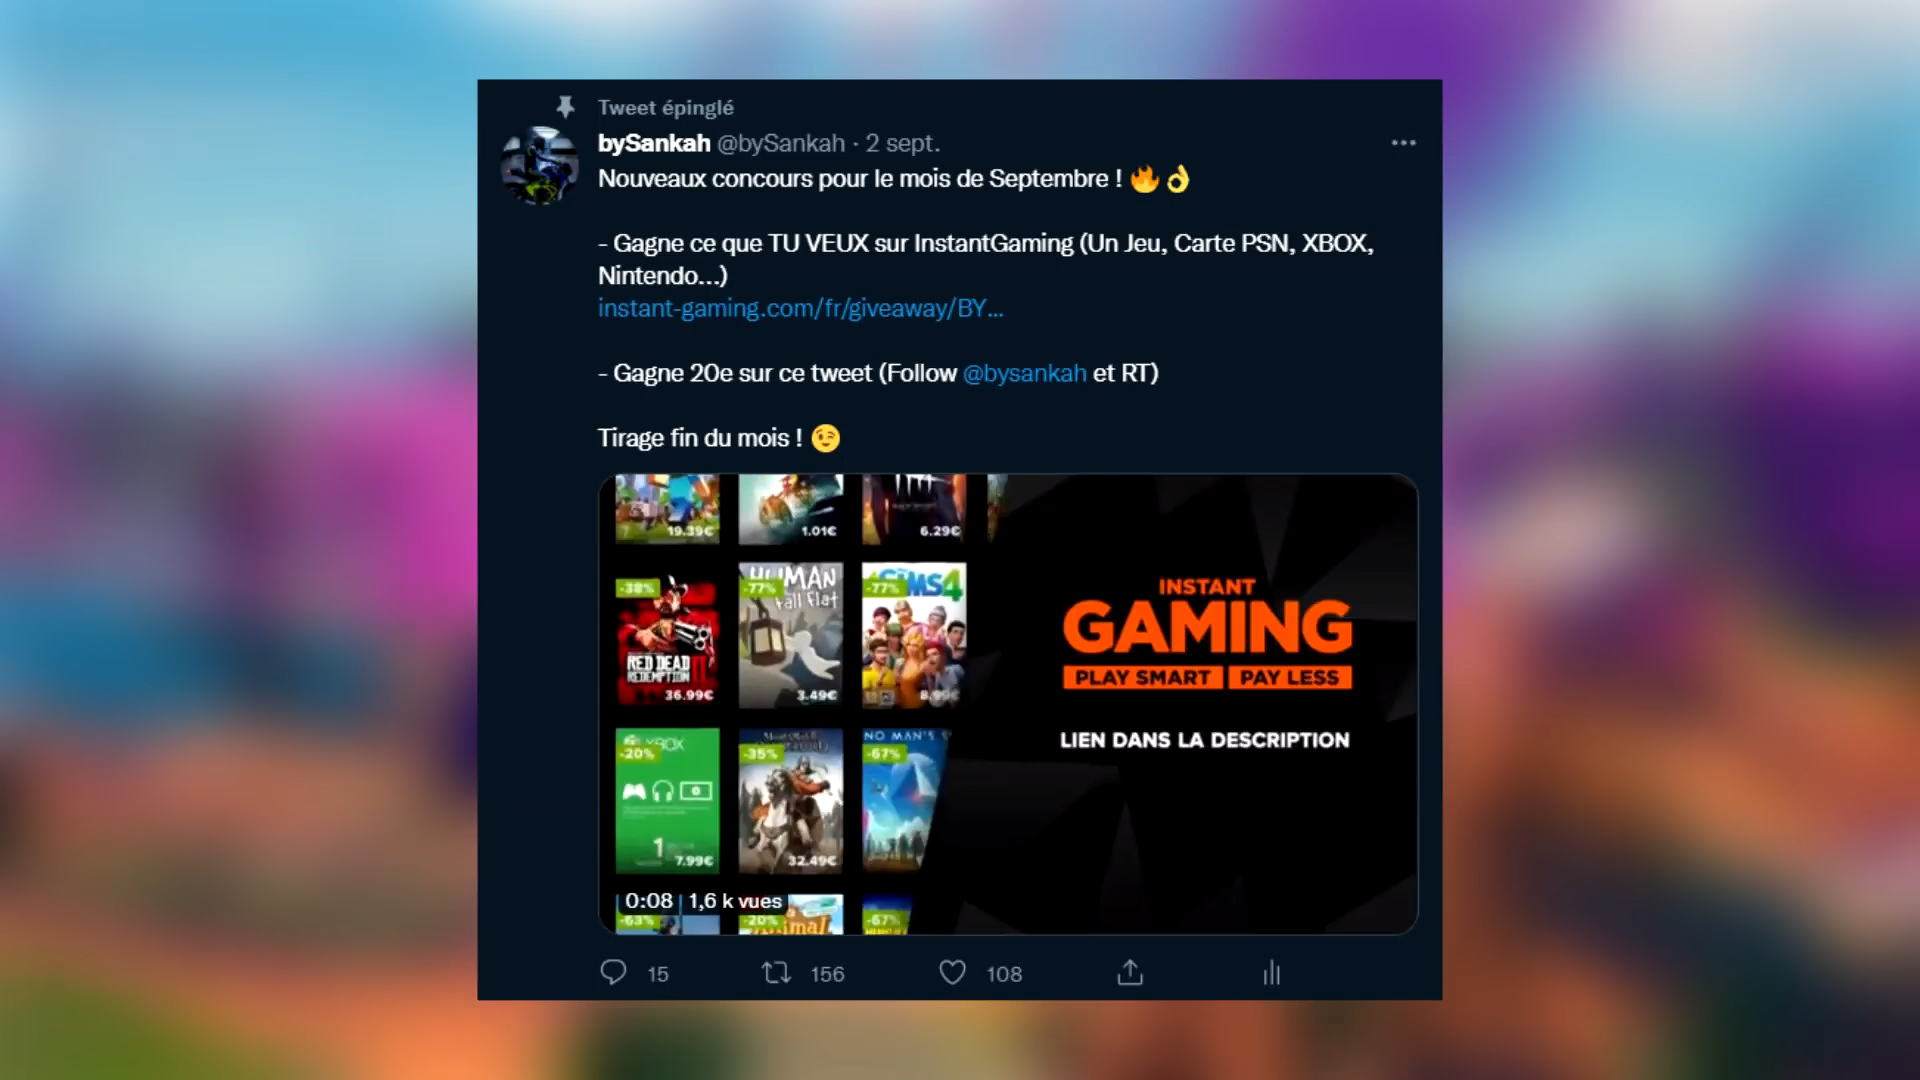 Tweet épinglé
bySankah @bySankah · 2 sept.
Nouveaux concours pour le mois de Septembre ! 🔥👌
- Gagne ce que TU VEUX sur InstantGaming (Un Jeu, Carte PSN, XBOX,
Nintendo...)
instant-gaming.com/fr/giveaway/BY...
- Gagne 20e sur ce tweet (Follow @bysankah et RT)
Tirage fin du mois ! 😉
19.39€
1.01€
6.29€
-38%
RED DEAD
REDEMPTION II
36.99€
HUMAN
-77%
fall flat
3.49€
SIMS4
-77%
8.99€
XBOX
-20%
1
7.99€
-35%
32.49€
NO MAN'S
-67%
0:08 1,6 k vues
-63%
-20%
Animal
-67%
INSTANT
GAMING
PLAY SMART PAY LESS
LIEN DANS LA DESCRIPTION
15 156 108